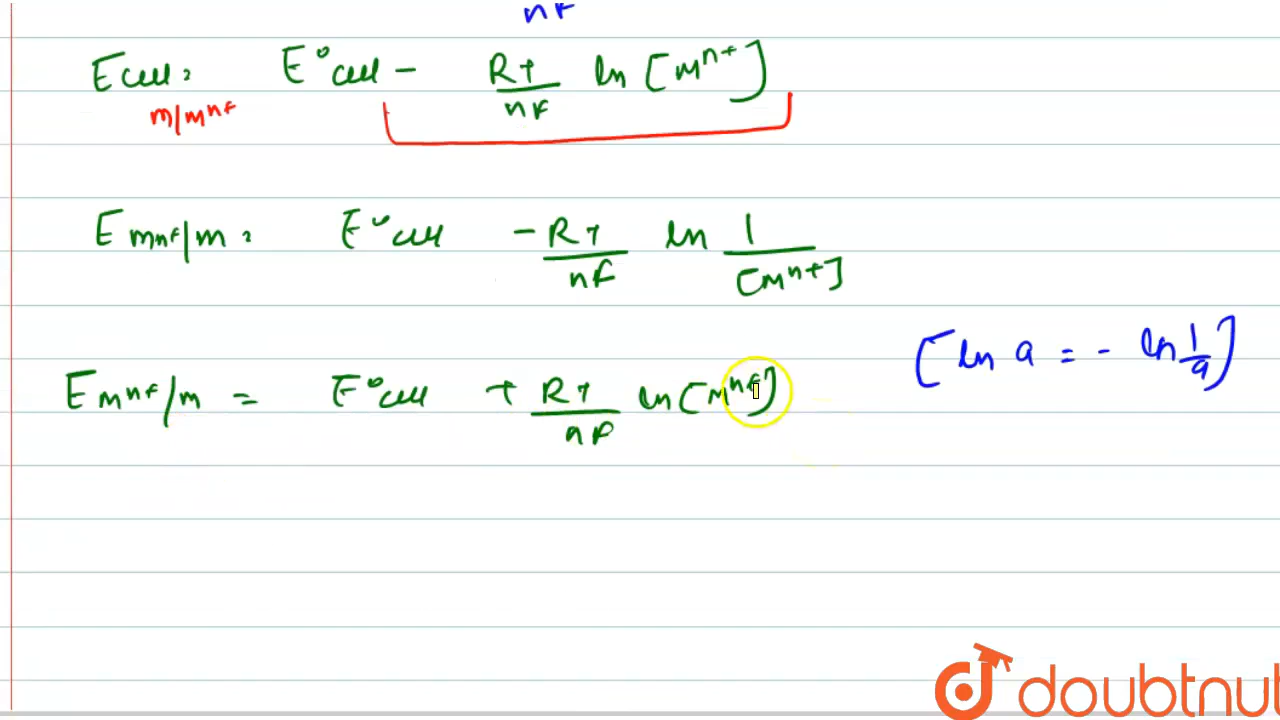 nF
Ecell = E°cell - RT/nF ln [M^n+]
M/M^n+
E M^n+/M = E°cell - RT/nF ln 1/[M^n+]
[ln a = - ln 1/a]
E M^n+/M = E°cell + RT/nF ln [M^n+]
doubtnut